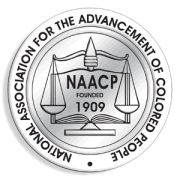 NATIONAL ASSOCIATION FOR THE ADVANCEMENT OF COLORED PEOPLE
NAACP
FOUNDED
1909